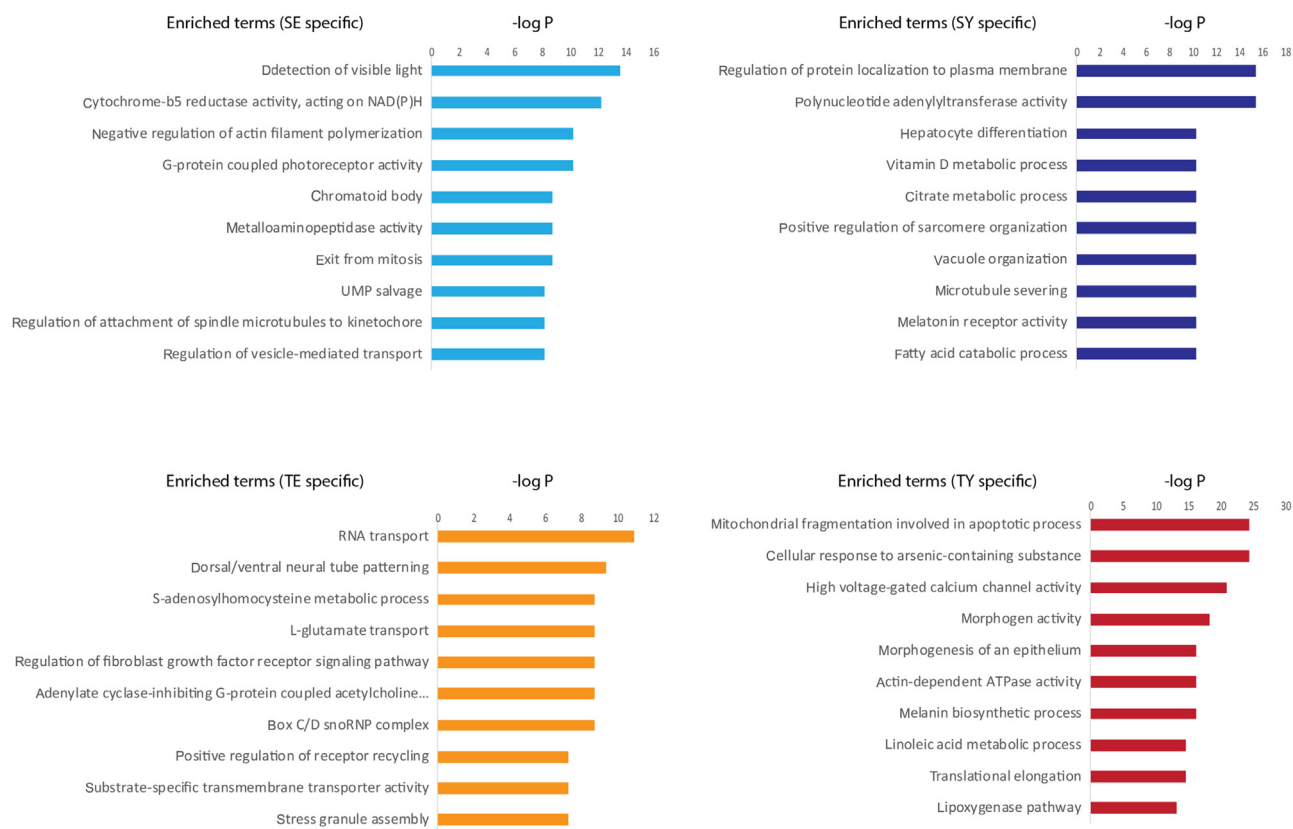 Enriched terms (SE specific) -log P
0 2 4 6 8 10 12 14 16
Ddetection of visible light
Cytochrome-b5 reductase activity, acting on NAD(P)H
Negative regulation of actin filament polymerization
G-protein coupled photoreceptor activity
Chromatoid body
Metalloaminopeptidase activity
Exit from mitosis
UMP salvage
Regulation of attachment of spindle microtubules to kinetochore
Regulation of vesicle-mediated transport
Enriched terms (SY specific) -log P
0 2 4 6 8 10 12 14 16 18
Regulation of protein localization to plasma membrane
Polynucleotide adenylyltransferase activity
Hepatocyte differentiation
Vitamin D metabolic process
Citrate metabolic process
Positive regulation of sarcomere organization
Vacuole organization
Microtubule severing
Melatonin receptor activity
Fatty acid catabolic process
Enriched terms (TE specific) -log P
0 2 4 6 8 10 12
RNA transport
Dorsal/ventral neural tube patterning
S-adenosylhomocysteine metabolic process
L-glutamate transport
Regulation of fibroblast growth factor receptor signaling pathway
Adenylate cyclase-inhibiting G-protein coupled acetylcholine...
Box C/D snoRNP complex
Positive regulation of receptor recycling
Substrate-specific transmembrane transporter activity
Stress granule assembly
Enriched terms (TY specific) -log P
0 5 10 15 20 25 30
Mitochondrial fragmentation involved in apoptotic process
Cellular response to arsenic-containing substance
High voltage-gated calcium channel activity
Morphogen activity
Morphogenesis of an epithelium
Actin-dependent ATPase activity
Melanin biosynthetic process
Linoleic acid metabolic process
Translational elongation
Lipoxygenase pathway